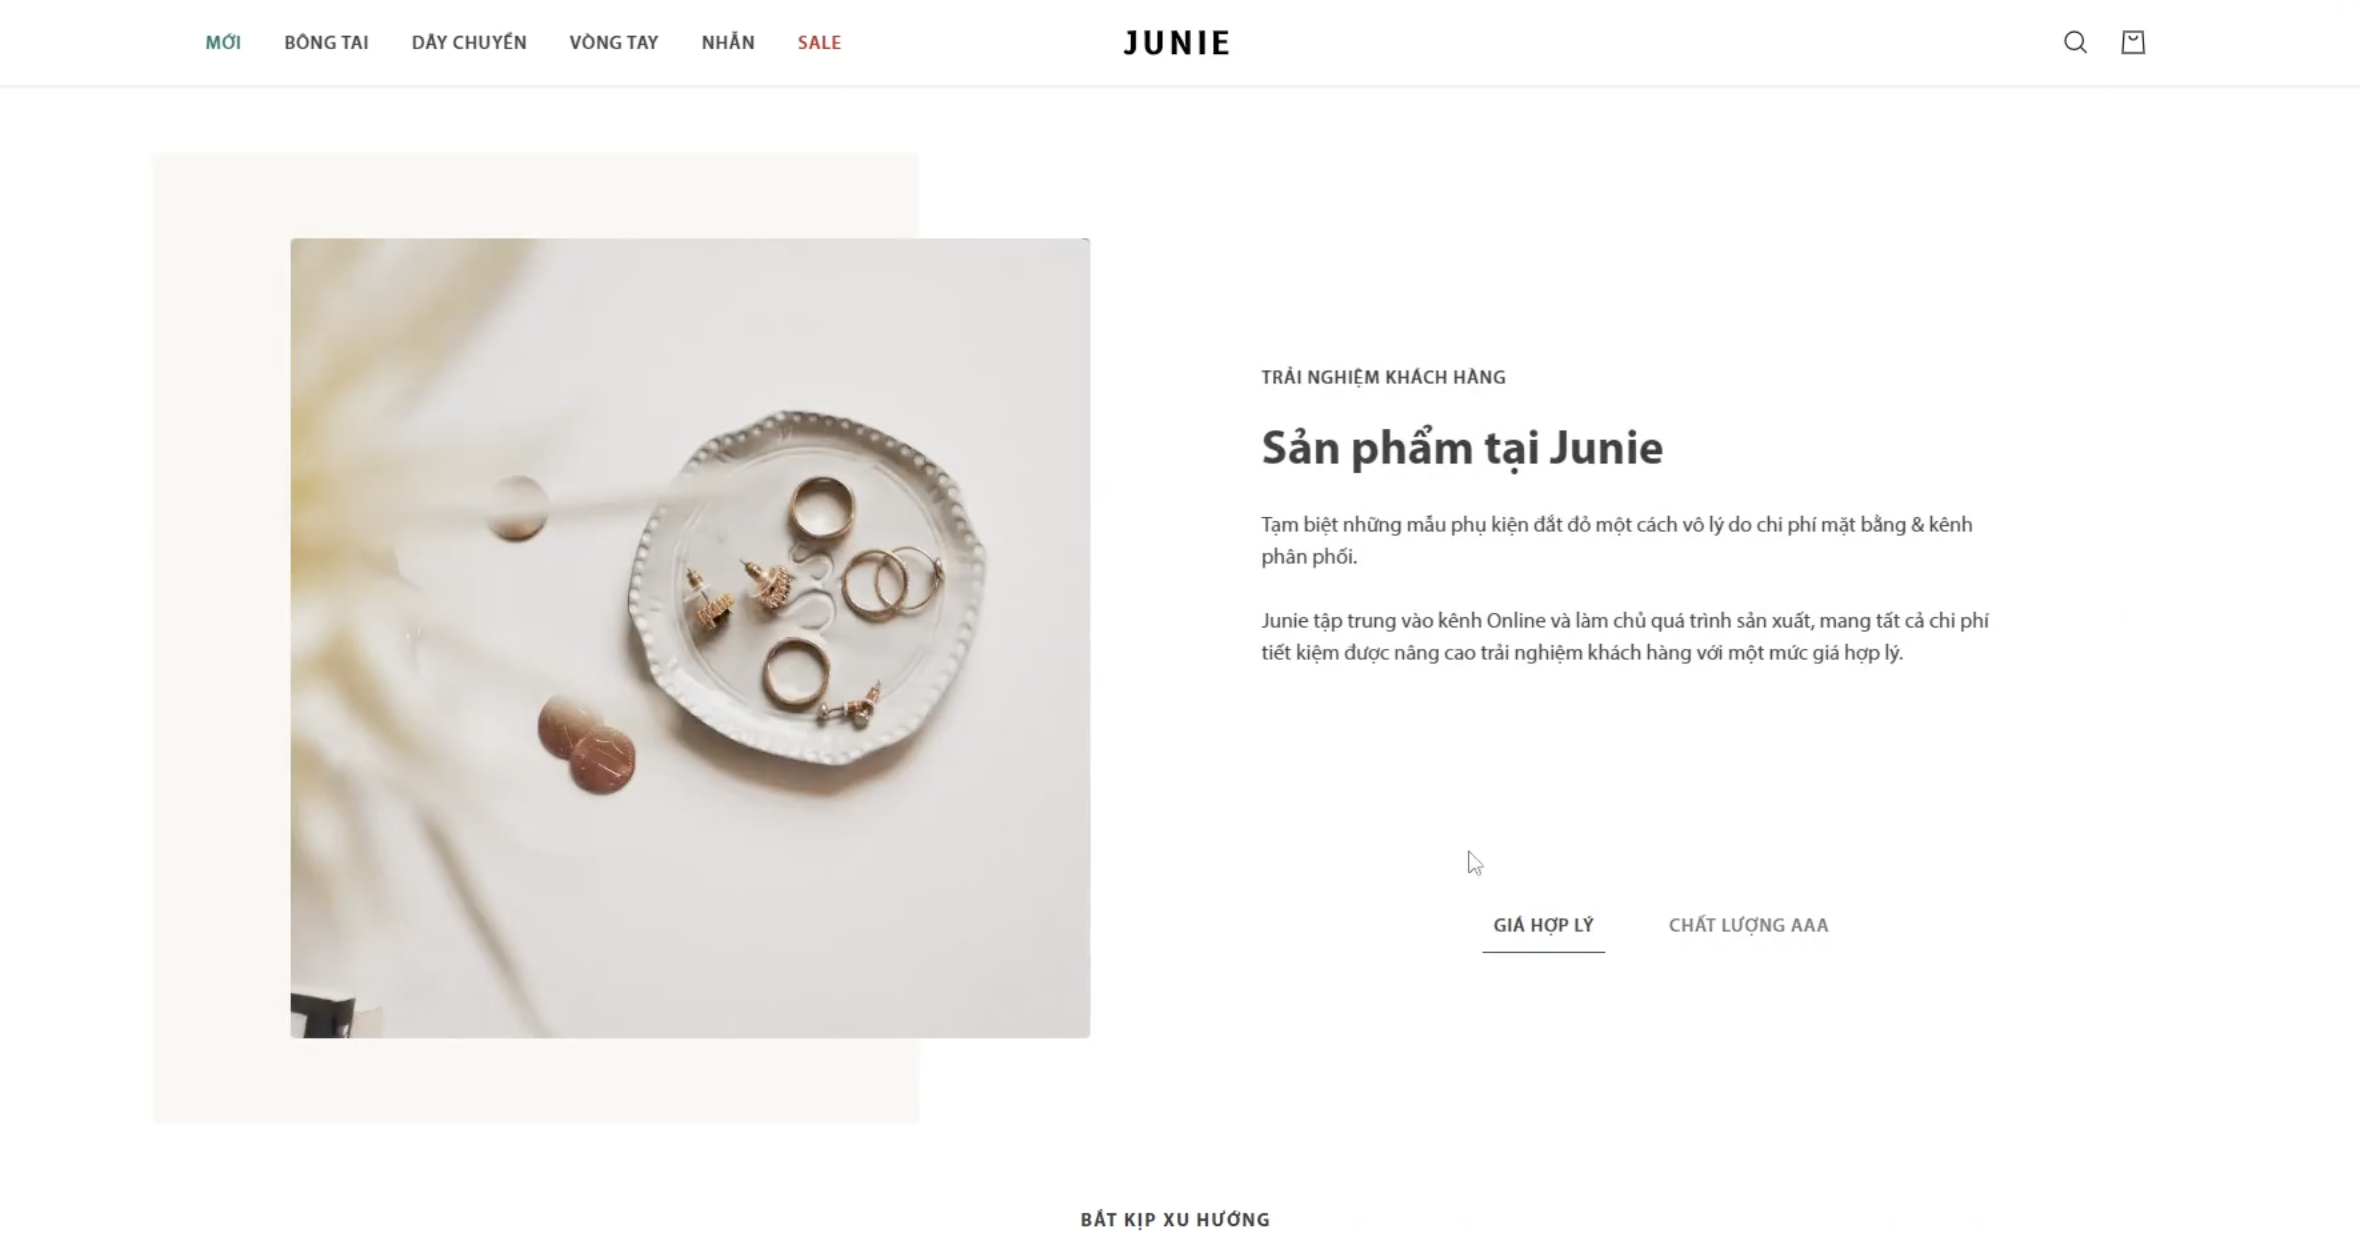 MỚI BÔNG TAI DÂY CHUYỀN VÒNG TAY NHẪN SALE JUNIE
TRẢI NGHIỆM KHÁCH HÀNG
Sản phẩm tại Junie
Tạm biệt những mẫu phụ kiện đắt đỏ một cách vô lý do chi phí mặt bằng & kênh
phân phối.
Junie tập trung vào kênh Online và làm chủ quá trình sản xuất, mang tất cả chi phí
tiết kiệm được nâng cao trải nghiệm khách hàng với một mức giá hợp lý.
GIÁ HỢP LÝ CHẤT LƯỢNG AAA
BẮT KỊP XU HƯỚNG